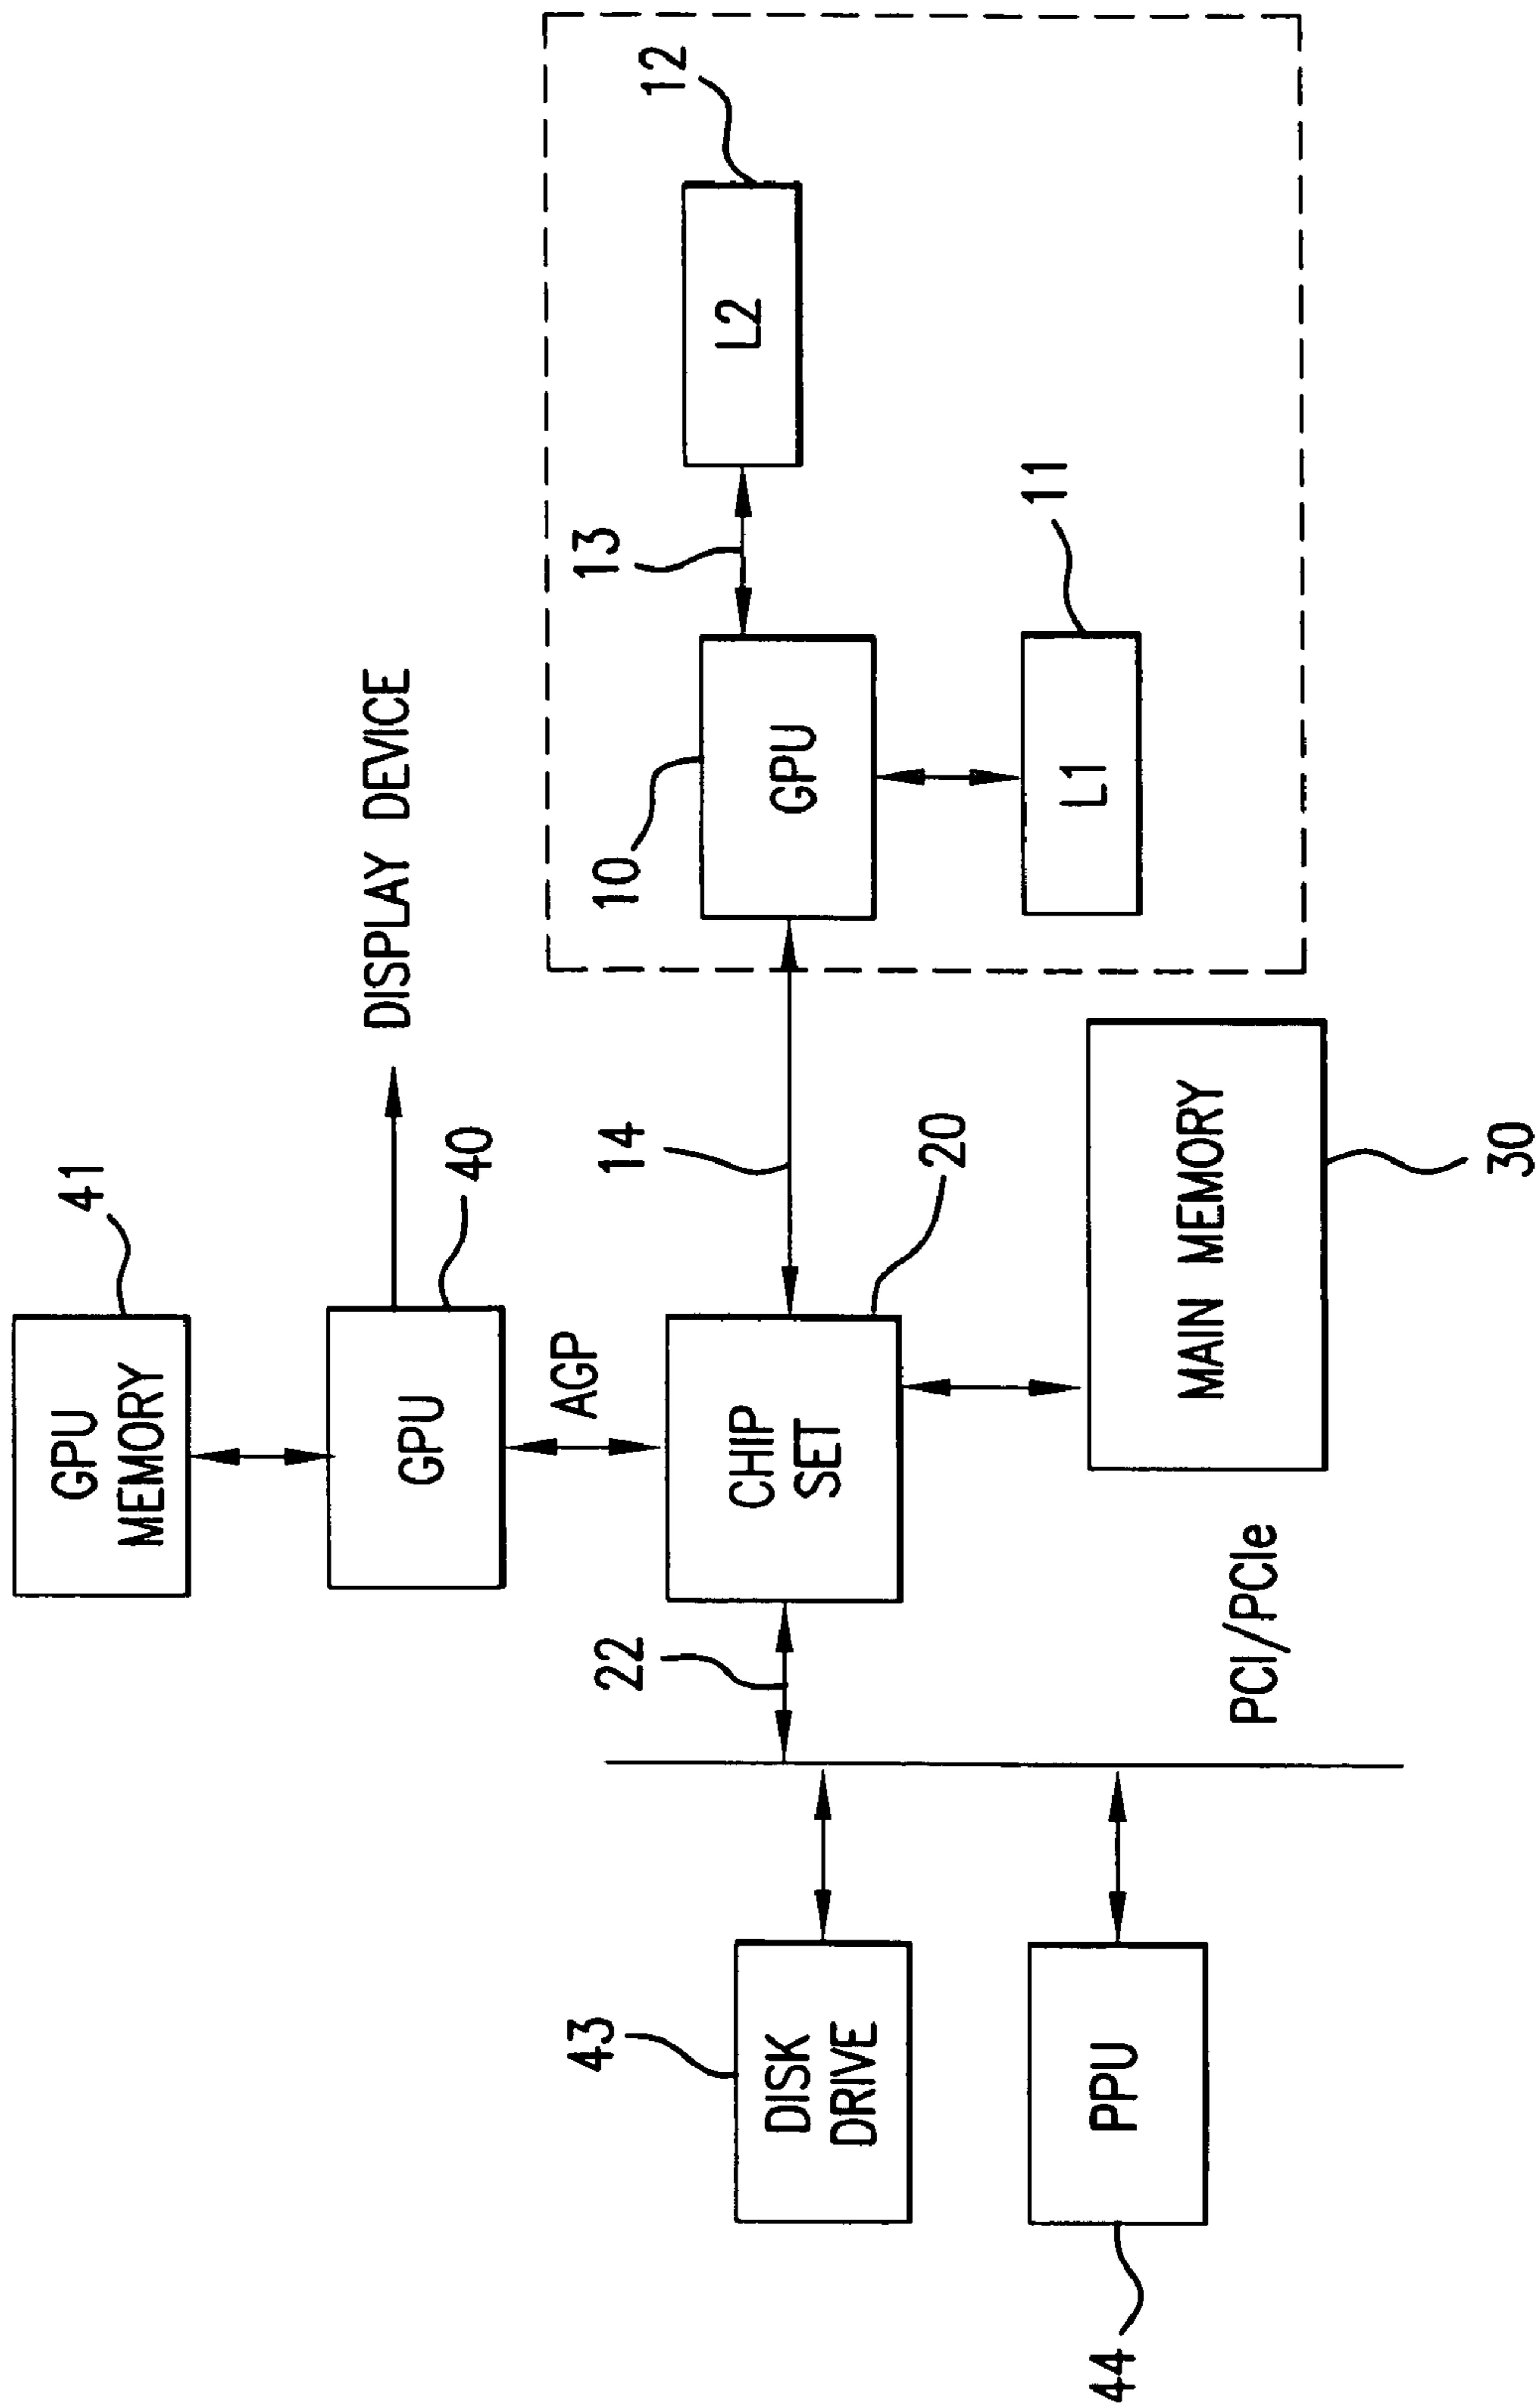 41
GPU
MEMORY
DISPLAY DEVICE
40
GPU
AGP
12
L2
13
10
GPU
11
L1
14
20
CHIP
SET
22
MAIN MEMORY
30
PCI/PCIe
43
DISK
DRIVE
PPU
44